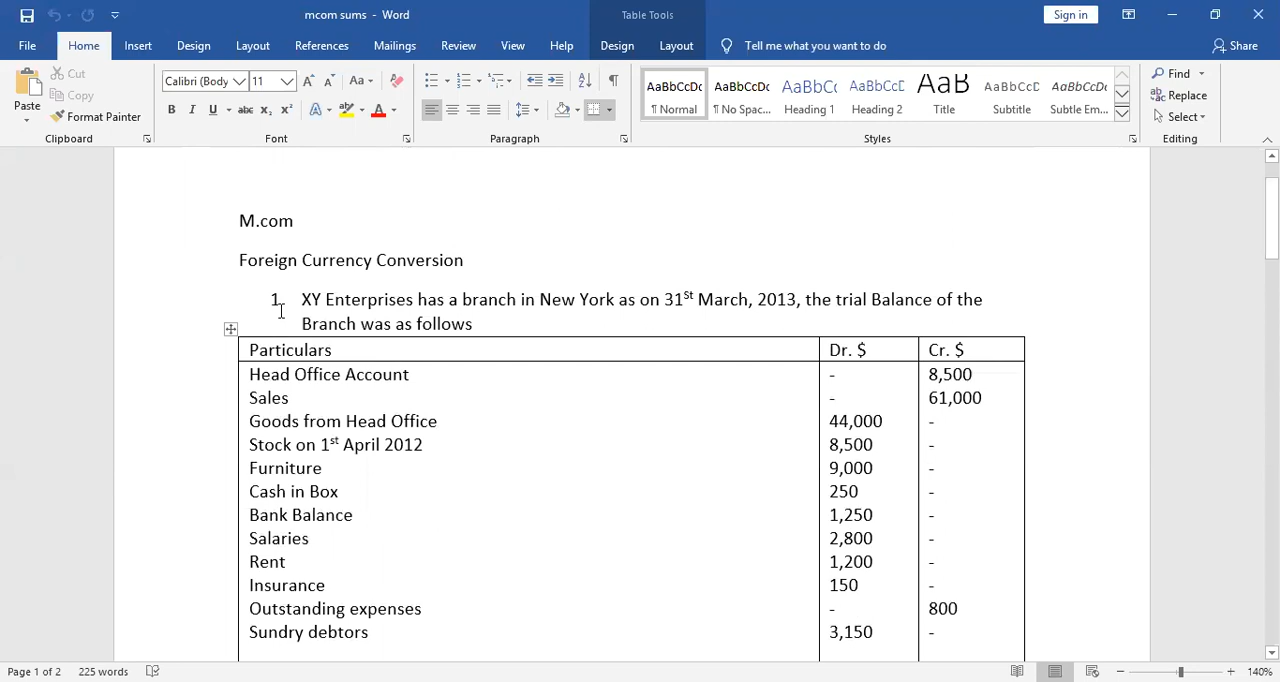 mcom sums - Word
Table Tools
Sign in
File
Home
Insert
Design
Layout
References
Mailings
Review
View
Help
Design
Layout
Tell me what you want to do
Share
Paste
Cut
Copy
Format Painter
Clipboard
Calibri (Body
11
Font
Paragraph
AaBbCcDc
¶ Normal
AaBbCcDc
¶ No Spac...
AaBbCc
Heading 1
AaBbCcD
Heading 2
AaB
Title
AaBbCcD
Subtitle
AaBbCcDc
Subtle Em...
Styles
Find
Replace
Select
Editing
M.com
Foreign Currency Conversion
1. XY Enterprises has a branch in New York as on 31St March, 2013, the trial Balance of the
Branch was as follows
Particulars Dr. $ Cr. $
Head Office Account - 8,500
Sales - 61,000
Goods from Head Office 44,000 -
Stock on 1st April 2012 8,500 -
Furniture 9,000 -
Cash in Box 250 -
Bank Balance 1,250 -
Salaries 2,800 -
Rent 1,200 -
Insurance 150 -
Outstanding expenses - 800
Sundry debtors 3,150 -
Page 1 of 2
225 words
140%